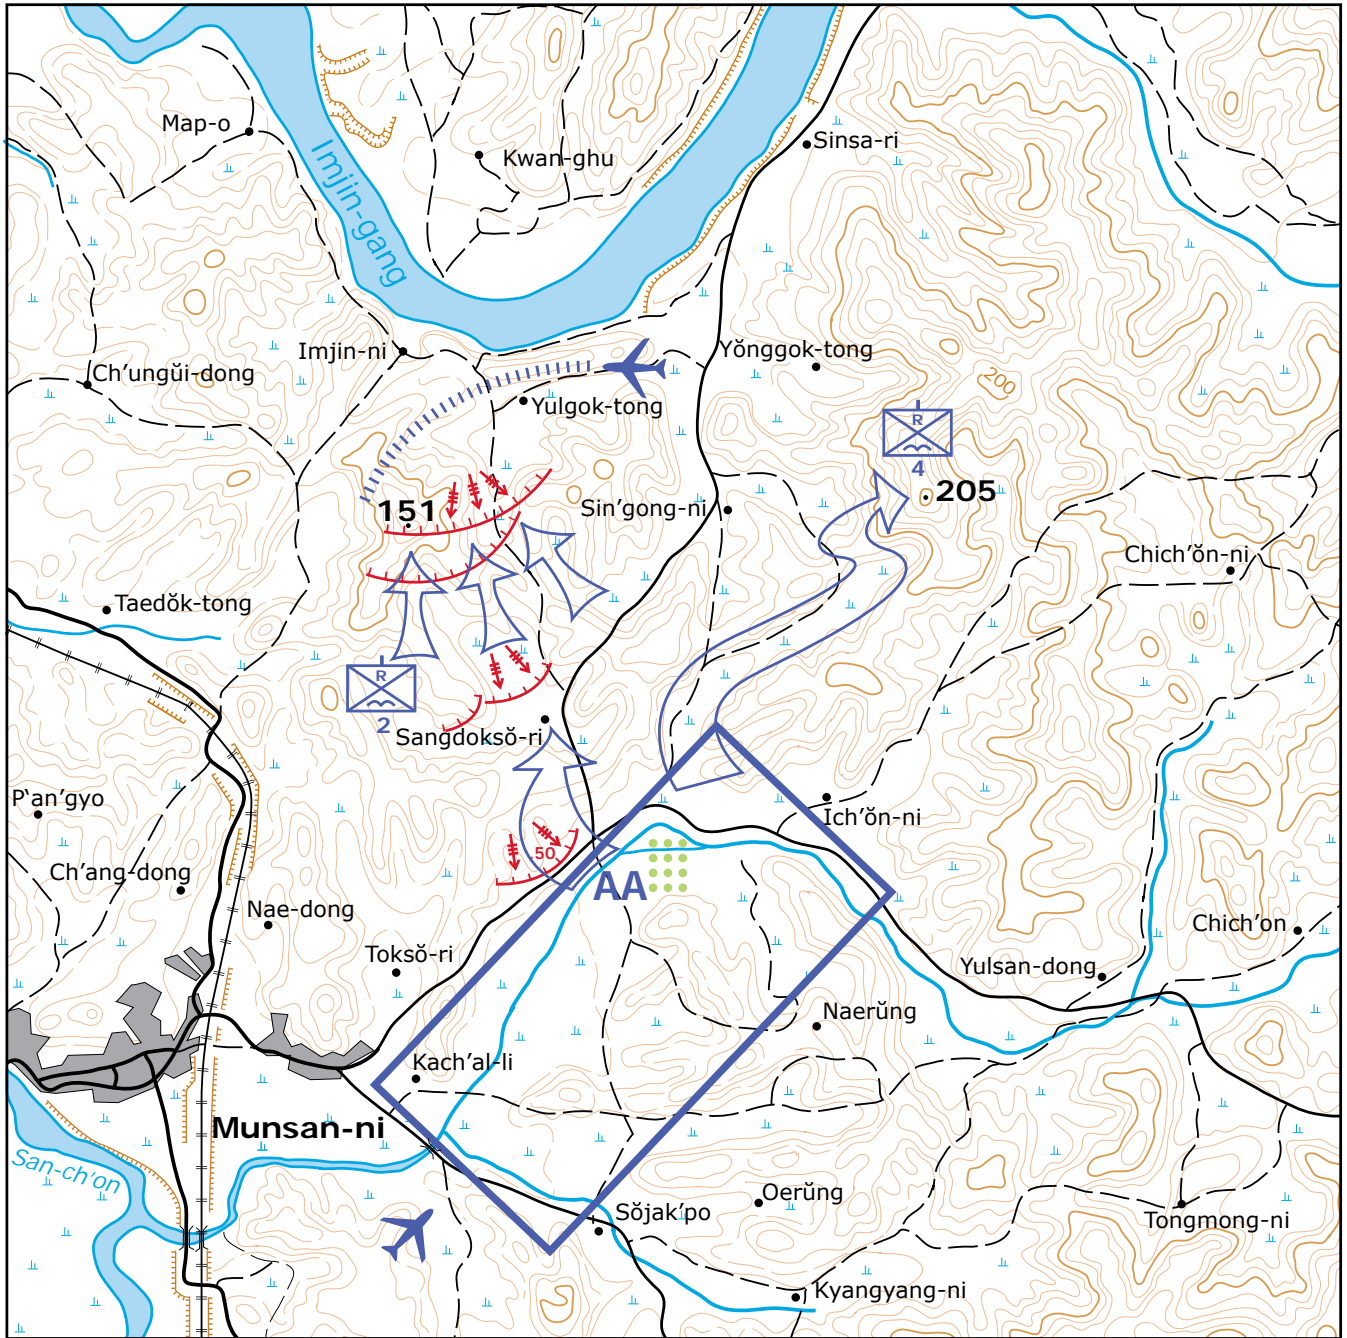 Map-o
Kwan-ghu
Sinsa-ri
Imjin-gang
Imjin-ni
Yŏnggok-tong
Ch'ungŭi-dong
200
Yulgok-tong
R
4
205
151
Sin'gong-ni
Chich'ŏn-ni
Taedŏk-tong
R
2
Sangdoksŏ-ri
P'an'gyo
Ich'ŏn-ni
.50
Ch'ang-dong
AA
Nae-dong
Chich'on
Toksŏ-ri
Yulsan-dong
Naerŭng
Kach'al-li
Munsan-ni
San-ch'on
Oerŭng
Sŏjak'po
Tongmong-ni
Kyangyang-ni